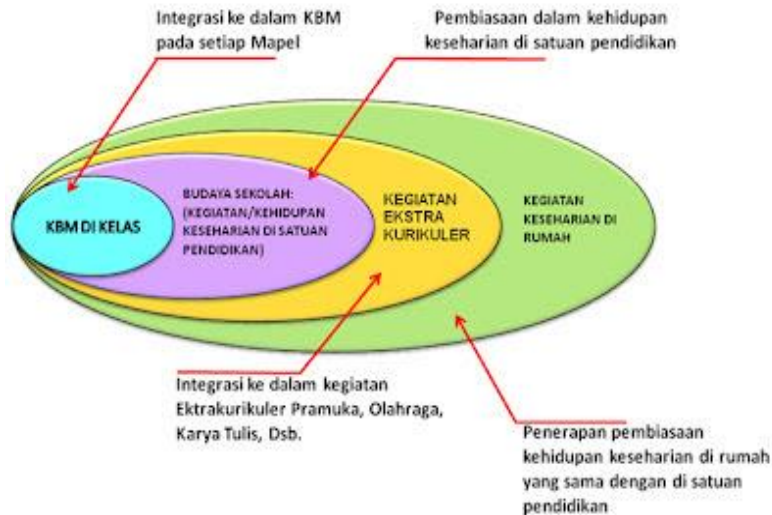 Integrasi ke dalam KBM
pada setiap Mapel
Pembiasaan dalam kehidupan
keseharian di satuan pendidikan
KBM DI KELAS
BUDAYA SEKOLAH:
(KEGIATAN/KEHIDUPAN
KESEHARIAN DI SATUAN
PENDIDIKAN)
KEGIATAN
EKSTRA
KURIKULER
KEGIATAN
KESEHARIAN DI
RUMAH
Integrasi ke dalam kegiatan
Ektrakurikuler Pramuka, Olahraga,
Karya Tulis, Dsb.
Penerapan pembiasaan
kehidupan keseharian di rumah
yang sama dengan di satuan
pendidikan